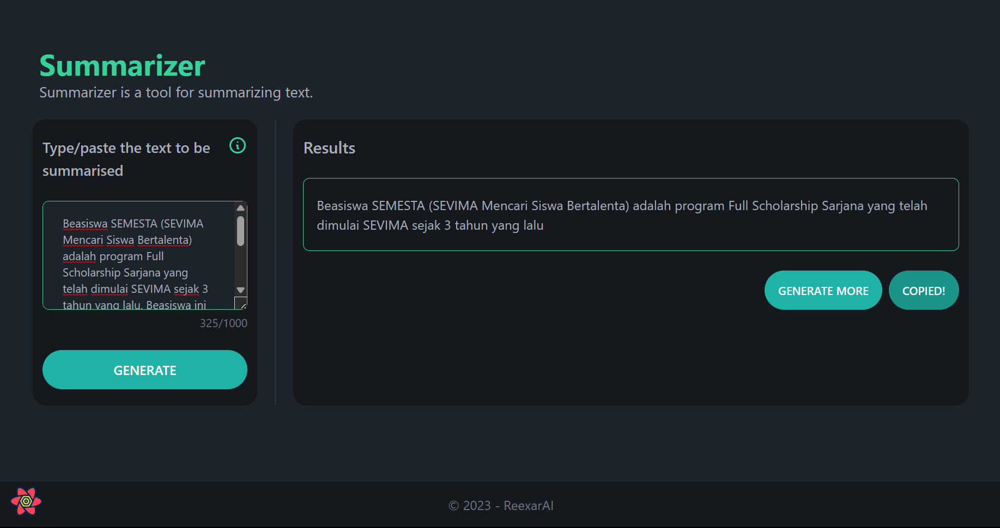 Summarizer
Summarizer is a tool for summarizing text.
Type/paste the text to be
summarised
Beasiswa SEMESTA (SEVIMA
Mencari Siswa Bertalenta)
adalah program Full
Scholarship Sarjana yang
telah dimulai SEVIMA sejak 3
tahun yang lalu. Beasiswa ini
325/1000
GENERATE
Results
Beasiswa SEMESTA (SEVIMA Mencari Siswa Bertalenta) adalah program Full Scholarship Sarjana yang telah
dimulai SEVIMA sejak 3 tahun yang lalu
GENERATE MORE
COPIED!
© 2023 - ReexarAI